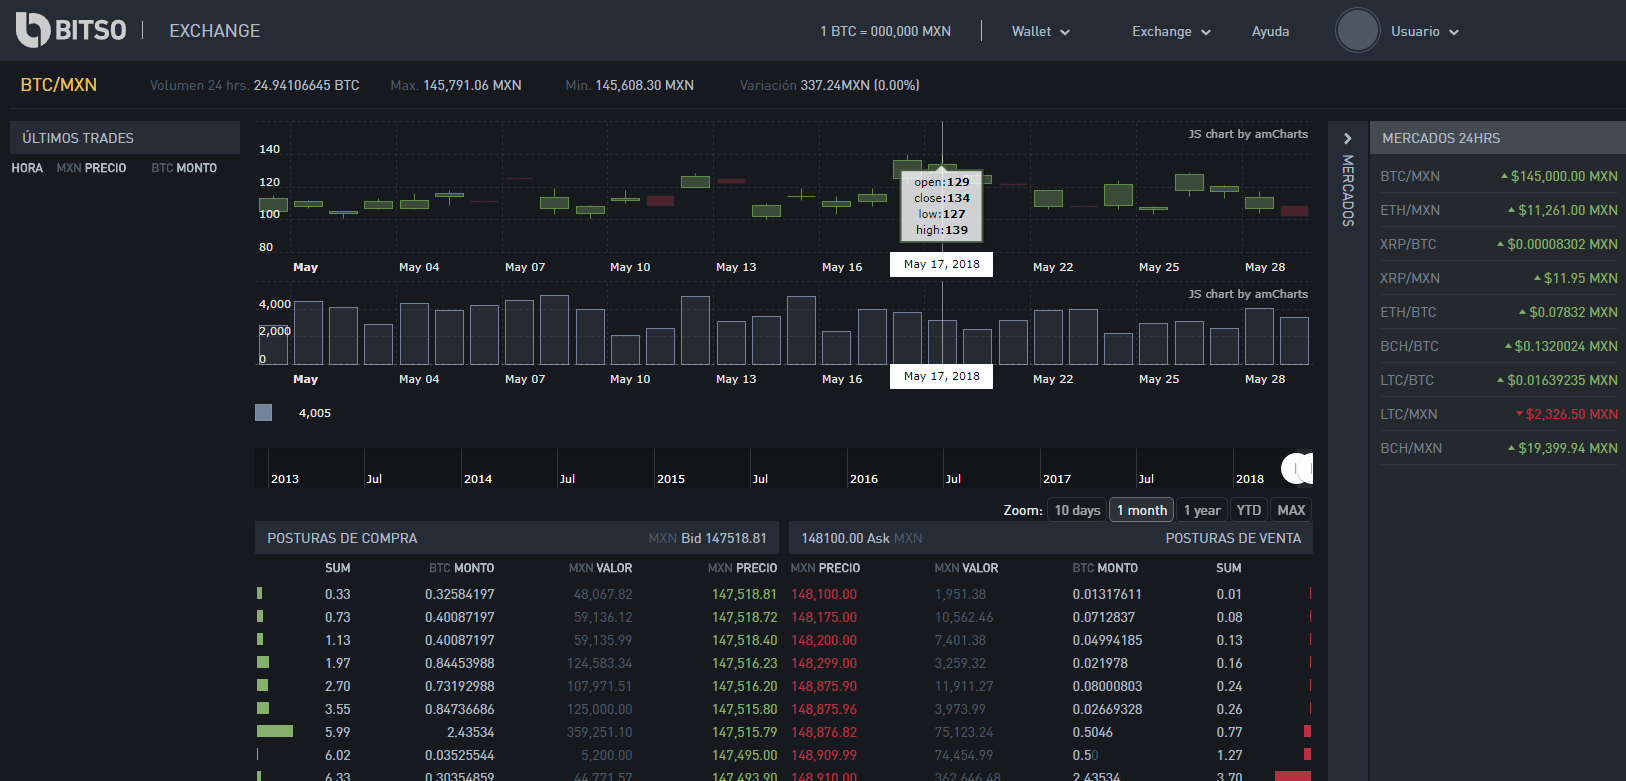 BITSO EXCHANGE 1 BTC = 000,000 MXN Wallet Exchange Ayuda Usuario
BTC/MXN Volumen 24 hrs. 24.94106645 BTC Max. 145,791.06 MXN Min. 145,608.30 MXN Variación 337.24MXN (0.00%)
ÚLTIMOS TRADES
HORA MXN PRECIO BTC MONTO
JS chart by amCharts
140
120
100
80
open:129
close:134
low:127
high:139
May May 04 May 07 May 10 May 13 May 16 May 17, 2018 May 22 May 25 May 28
JS chart by amCharts
4,000
2,000
0
May May 04 May 07 May 10 May 13 May 16 May 17, 2018 May 22 May 25 May 28
4,005
2013 Jul 2014 Jul 2015 Jul 2016 Jul 2017 Jul 2018
Zoom: 10 days 1 month 1 year YTD MAX
POSTURAS DE COMPRA MXN Bid 147518.81
SUM BTC MONTO MXN VALOR MXN PRECIO
0.33 0.32584197 48,067.82 147,518.81
0.73 0.40087197 59,136.12 147,518.72
1.13 0.40087197 59,135.99 147,518.40
1.97 0.84453988 124,583.34 147,516.23
2.70 0.73192988 107,971.51 147,516.20
3.55 0.84736686 125,000.00 147,515.80
5.99 2.43534 359,251.10 147,515.79
6.02 0.03525544 5,200.00 147,495.00
6.33 0.30354859 44,771.57 147,493.90
148100.00 Ask MXN POSTURAS DE VENTA
MXN PRECIO MXN VALOR BTC MONTO SUM
148,100.00 1,951.38 0.01317611 0.01
148,175.00 10,562.46 0.0712837 0.08
148,200.00 7,401.38 0.04994185 0.13
148,299.00 3,259.32 0.021978 0.16
148,875.90 11,911.27 0.08000803 0.24
148,875.96 3,973.99 0.02669328 0.26
148,876.82 75,123.24 0.5046 0.77
148,909.99 74,454.99 0.50 1.27
148,910.00 362,646.48 2.43534 3.70
MERCADOS
MERCADOS 24HRS
BTC/MXN $145,000.00 MXN
ETH/MXN $11,261.00 MXN
XRP/BTC $0.00008302 MXN
XRP/MXN $11.95 MXN
ETH/BTC $0.07832 MXN
BCH/BTC $0.1320024 MXN
LTC/BTC $0.01639235 MXN
LTC/MXN $2,326.50 MXN
BCH/MXN $19,399.94 MXN